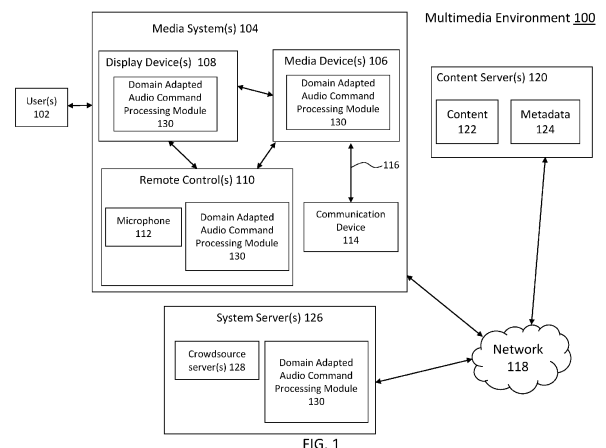 Multimedia Environment 100
Media System(s) 104
Display Device(s) 108
Domain Adapted
Audio Command
Processing Module
130
Media Device(s) 106
Domain Adapted
Audio Command
Processing Module
130
User(s)
102
Content Server(s) 120
Content
122
Metadata
124
116
Remote Control(s) 110
Microphone
112
Domain Adapted
Audio Command
Processing Module
130
Communication
Device
114
System Server(s) 126
Crowdsource
server(s) 128
Domain Adapted
Audio Command
Processing Module
130
Network
118
FIG. 1